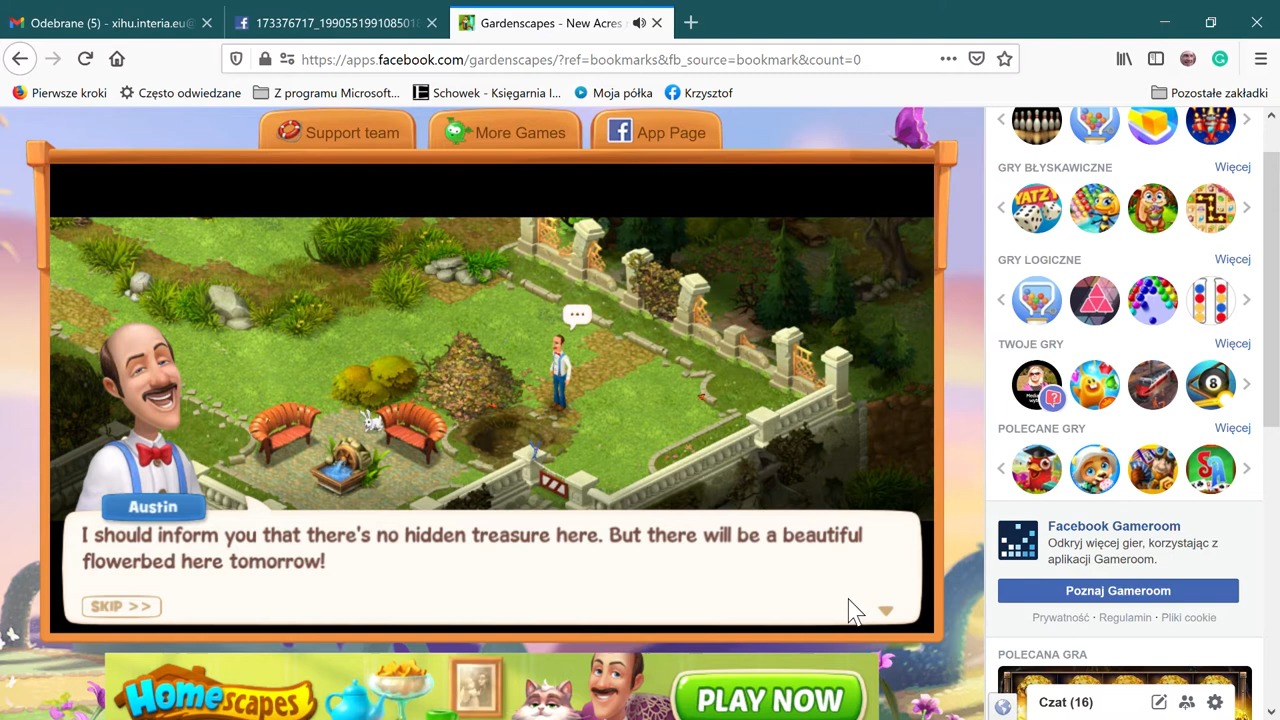 Odebrane (5) - xihu.interia.eu@
173376717_1990551991085018
Gardenscapes - New Acres
https://apps.facebook.com/gardenscapes/?ref=bookmarks&fb_source=bookmark&count=0
Pierwsze kroki
Często odwiedzane
Z programu Microsoft...
Schowek - Księgarnia I...
Moja półka
Krzysztof
Pozostałe zakładki
Support team
More Games
App Page
GRY BŁYSKAWICZNE
Więcej
GRY LOGICZNE
Więcej
TWOJE GRY
Więcej
POLECANE GRY
Więcej
Facebook Gameroom
Odkryj więcej gier, korzystając z
aplikacji Gameroom.
Poznaj Gameroom
Prywatność · Regulamin · Pliki cookie
POLECANA GRA
Czat (16)
Austin
I should inform you that there's no hidden treasure here. But there will be a beautiful
flowerbed here tomorrow!
SKIP >>
Homescapes
PLAY NOW